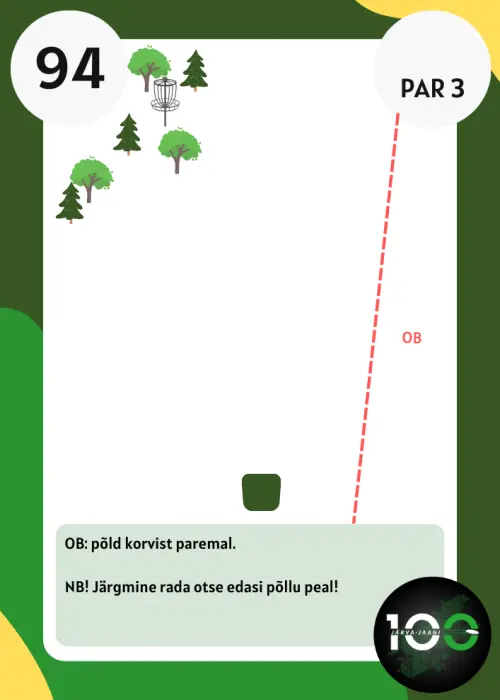 94
PAR 3
OB
OB: põld korvist paremal.
NB! Järgmine rada otse edasi põllu peal!
100
JÄRVA-JAANI